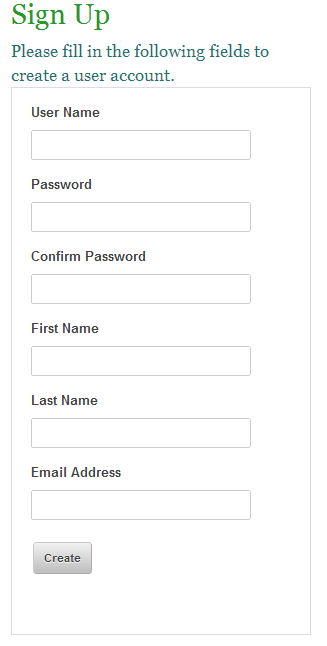 Sign Up
Please fill in the following fields to
create a user account.
User Name
Password
Confirm Password
First Name
Last Name
Email Address
Create